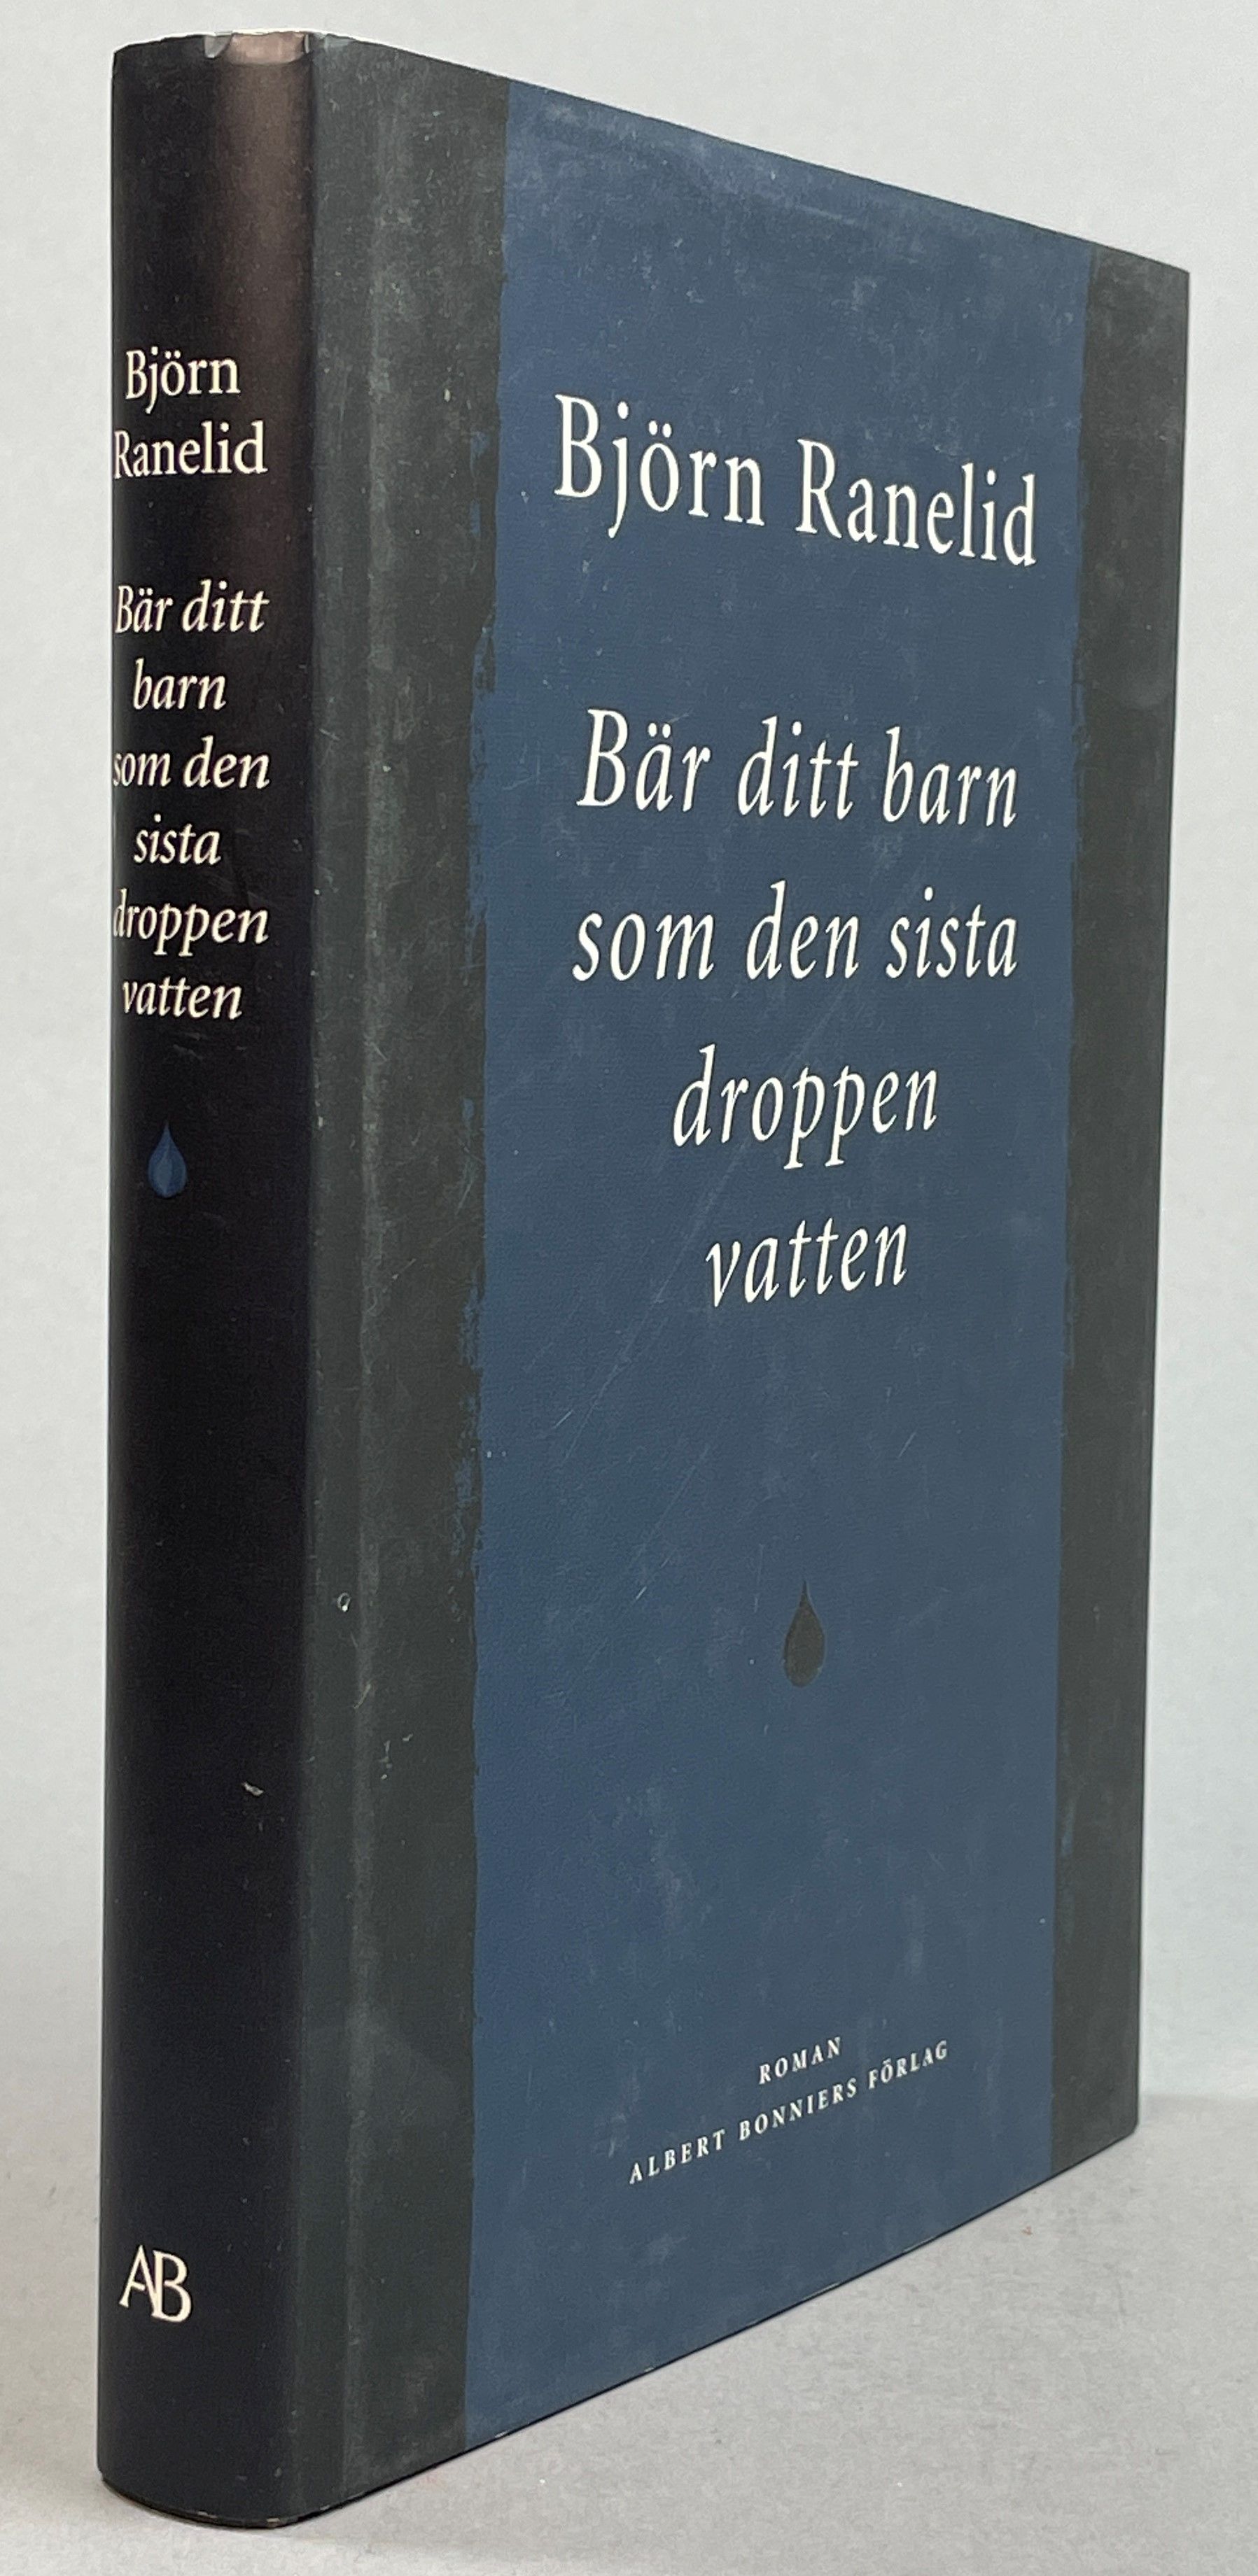 Björn
Ranelid
Bär ditt
barn
som den
sista
droppen
vatten
AB
Björn Ranelid
Bär ditt barn
som den sista
droppen
vatten
ROMAN
ALBERT BONNIERS FÖRLAG